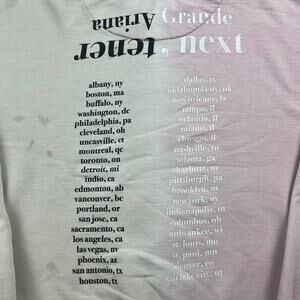 Ariana
Grande
, tener
, next
albany, ny
boston, ma
buffalo, ny
washington, dc
philadelphia, pa
cleveland, oh
uncasville, ct
montreal, qc
toronto, on
detroit, mi
indio, ca
edmonton, ab
vancouver, bc
portland, or
san jose, ca
sacramento, ca
los angeles, ca
las vegas, nv
phoenix, az
san antonio, tx
houston, tx
dallas, tx
oklahoma city, ok
new orleans, la
tampa, fl
orlando, fl
miami, fl
chicago, il
nashville, tn
atlanta, ga
charlotte, nc
pittsburgh, pa
brooklyn, ny
new york, ny
indianapolis, in
columbus, oh
milwaukee, wi
st. louis, mo
st. paul, mn
denver, co
salt lake city, ut